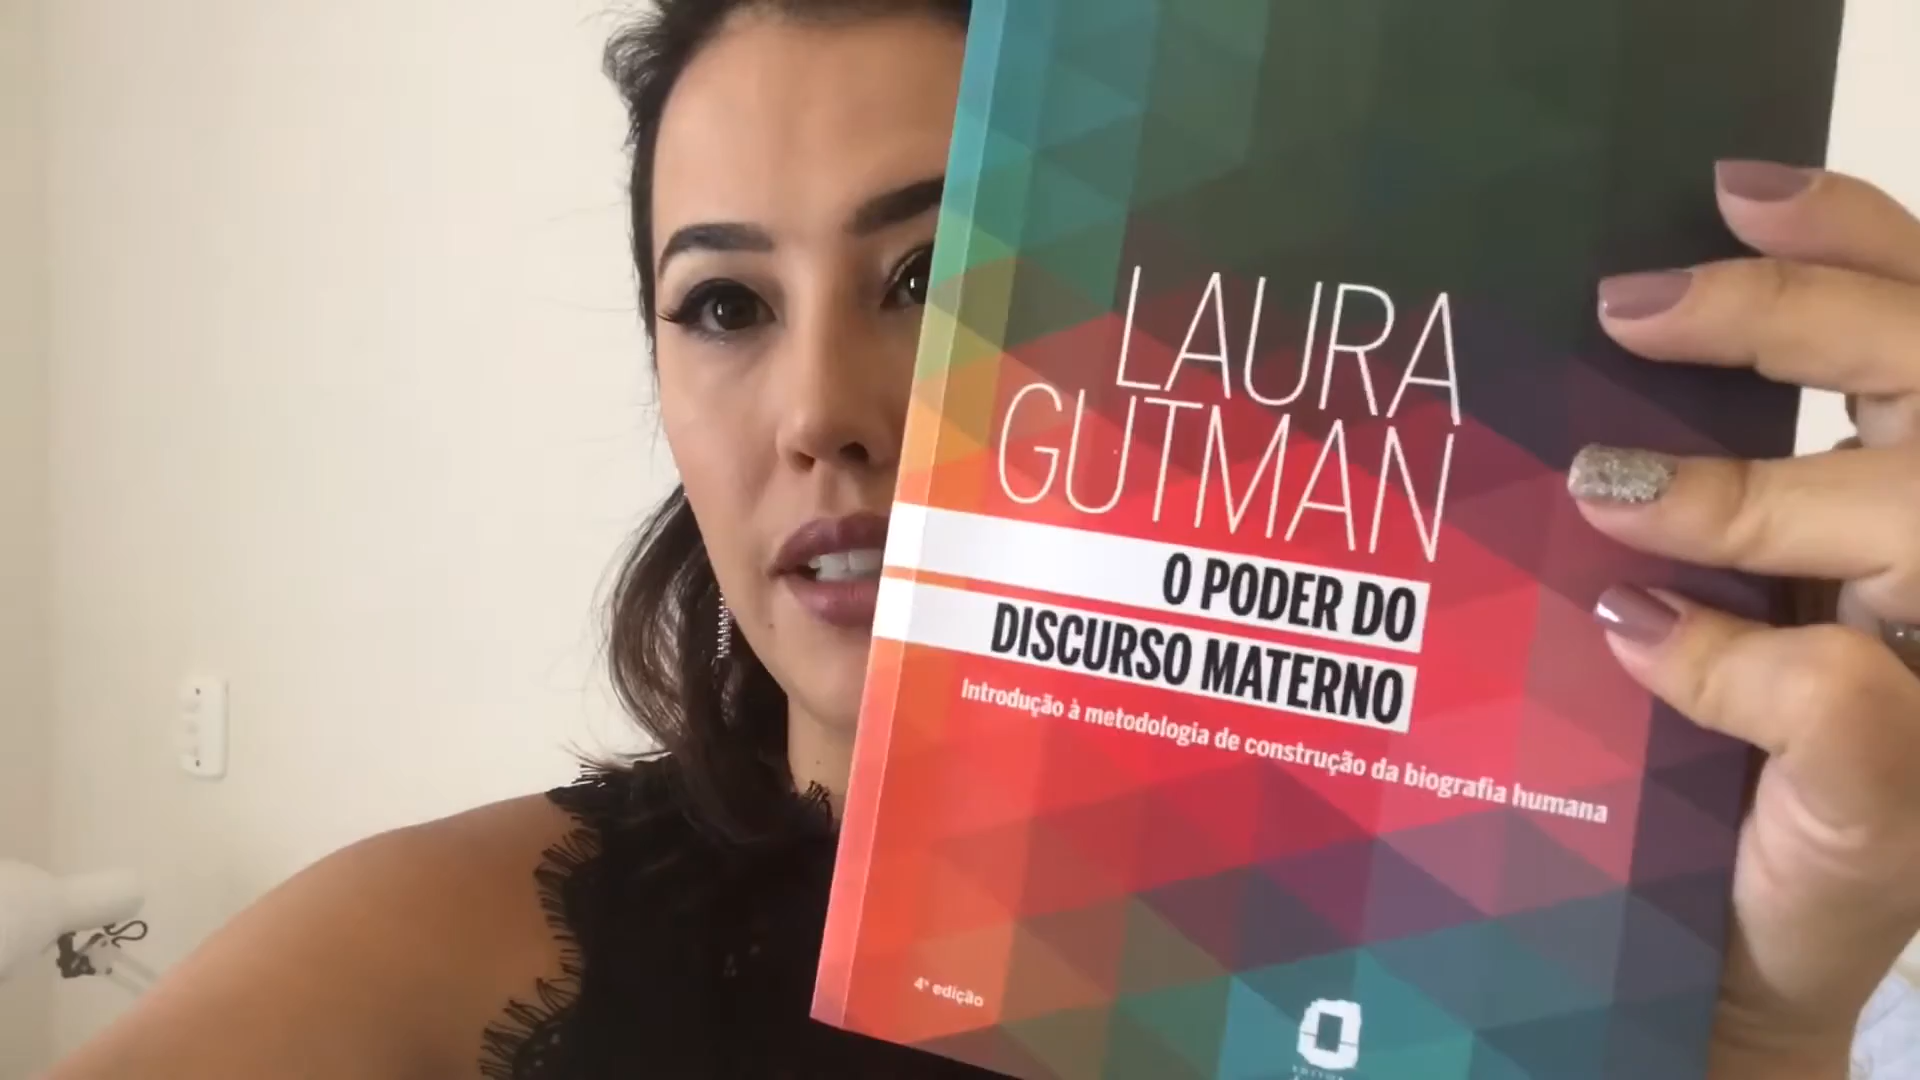 LAURA
GUTMAN
O PODER DO
DISCURSO MATERNO
Introdução à metodologia de construção da biografia humana
4ª edição